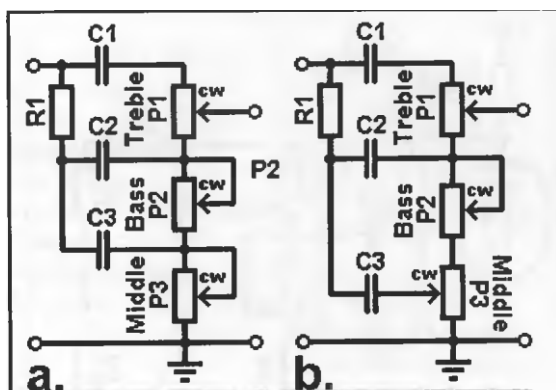 C1
cw
Treble
P1
R1
C2
cw
P2
Bass
P2
C3
cw
Middle
P3
a.
C1
cw
Treble
P1
R1
C2
cw
Bass
P2
C3
cw
Middle
P3
b.